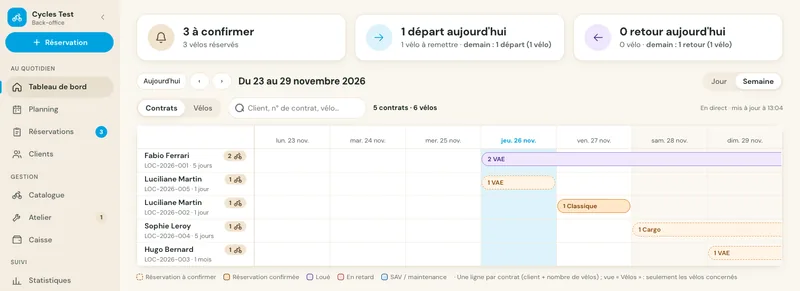 Cycles Test
Back-office
+ Réservation
AU QUOTIDIEN
Tableau de bord
Planning
Réservations 3
Clients
GESTION
Catalogue
Atelier 1
Caisse
SUIVI
Statistiques
3 à confirmer
3 vélos réservés
1 départ aujourd'hui
1 vélo à remettre · demain : 1 départ (1 vélo)
0 retour aujourd'hui
0 vélo · demain : 1 retour (1 vélo)
Aujourd'hui ‹ › Du 23 au 29 novembre 2026
Jour Semaine
Contrats Vélos Client, n° de contrat, vélo... 5 contrats · 6 vélos
En direct · mis à jour à 13:04
lun. 23 nov. mar. 24 nov. mer. 25 nov. jeu. 26 nov. ven. 27 nov. sam. 28 nov. dim. 29 nov.
Fabio Ferrari 2
LOC-2026-001 · 5 jours
2 VAE
Luciliane Martin 1
LOC-2026-005 · 1 jour
1 VAE
Luciliane Martin 1
LOC-2026-002 · 1 jour
1 Classique
Sophie Leroy 1
LOC-2026-004 · 5 jours
1 Cargo
Hugo Bernard 1
LOC-2026-003 · 1 mois
1 VAE
Réservation à confirmer Réservation confirmée Loué En retard SAV / maintenance · Une ligne par contrat (client + nombre de vélos) ; vue « Vélos » : seulement les vélos concernés